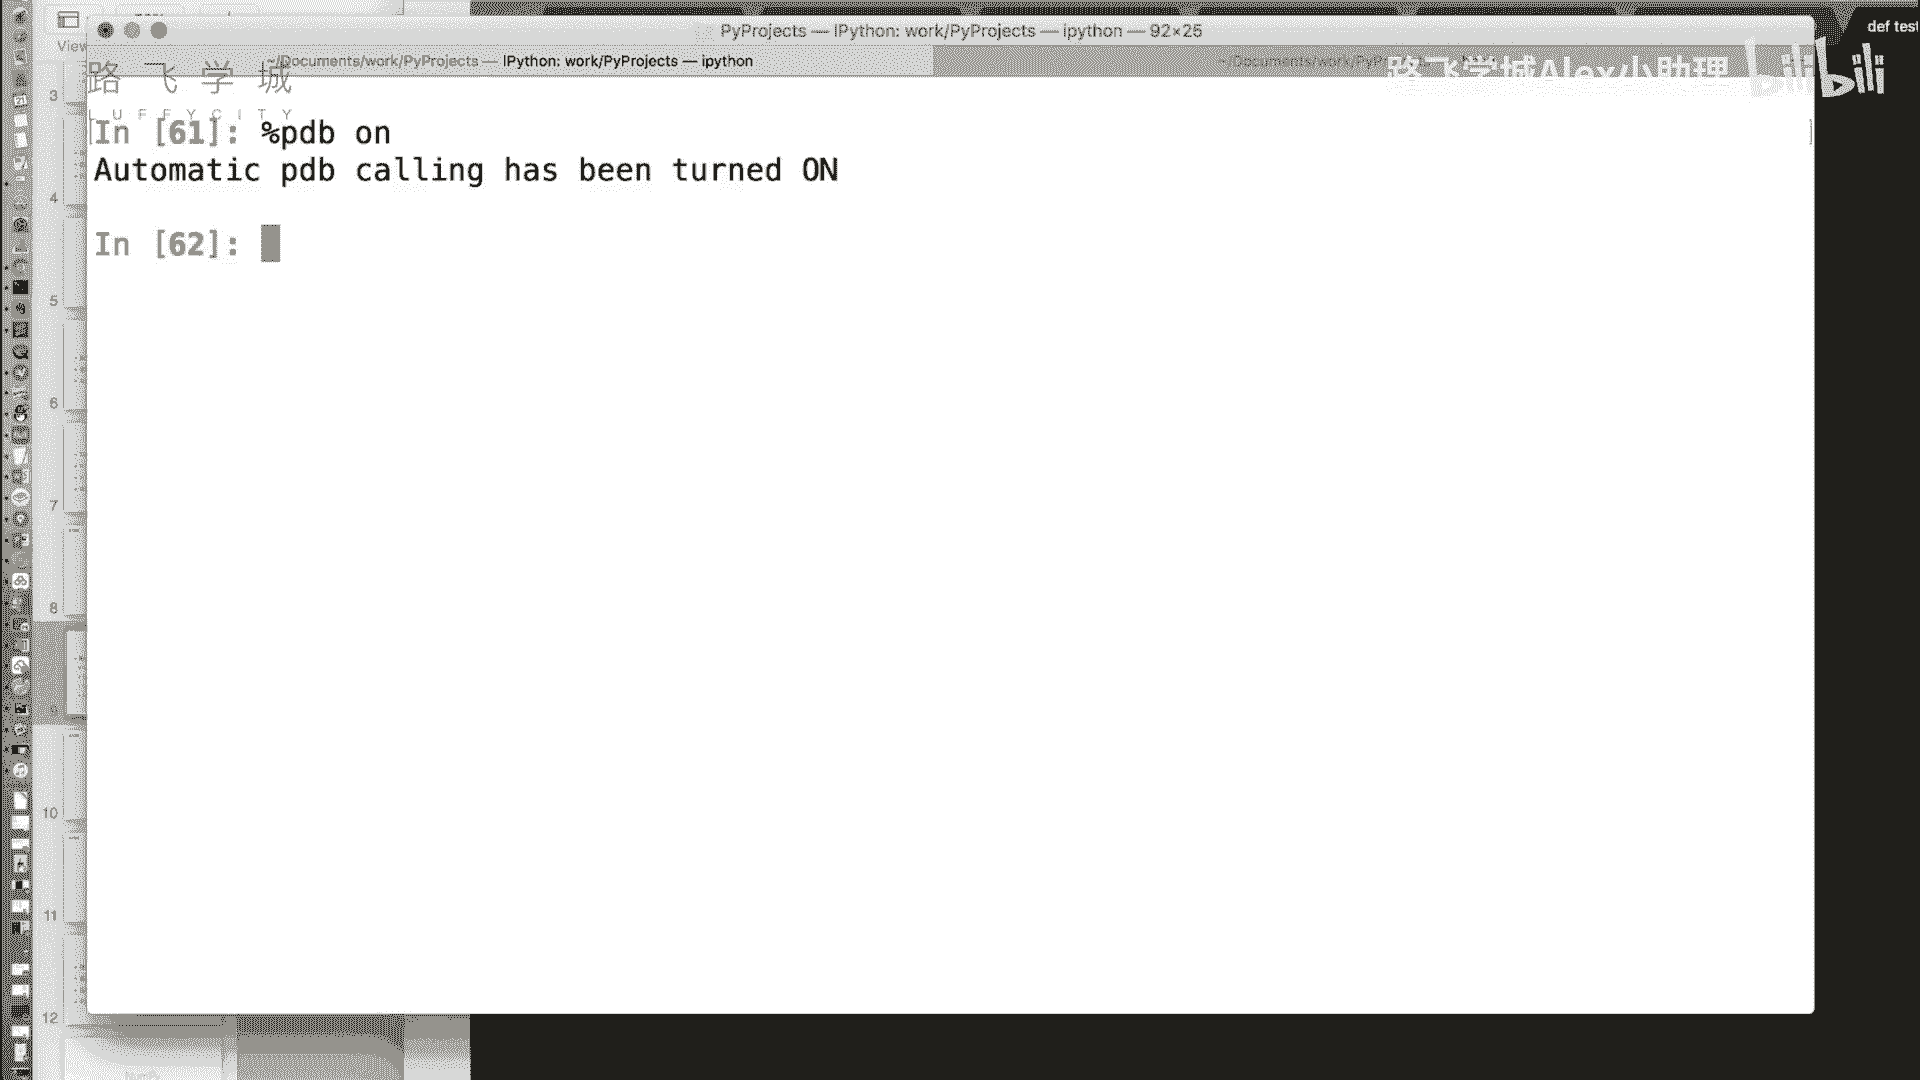 def test
PyProjects — IPython: work/PyProjects — ipython — 92×25
View
~/Documents/work/PyProjects — IPython: work/PyProjects — ipython
~/Documents/work/PyPr
路飞学城Alex小助理 bilibili
路飞学城
LUFFYCITY
In [61]: %pdb on
Automatic pdb calling has been turned ON
In [62]:
3
4
5
6
7
8
9
10
11
12